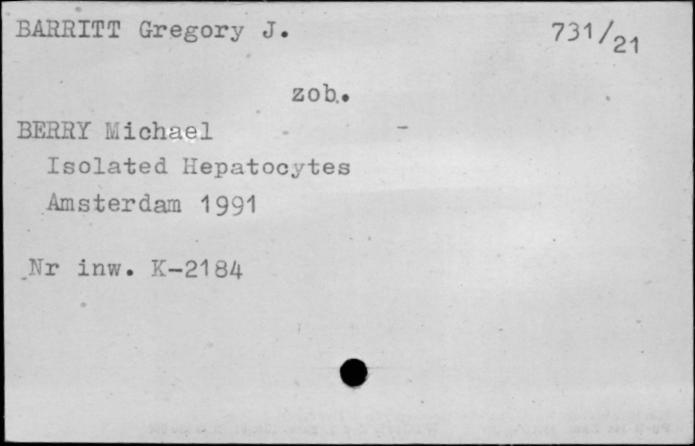 BARRITT Gregory J. 731/21
zob.
BERRY Michael
Isolated Hepatocytes
Amsterdam 1991
Nr inw. K-2184